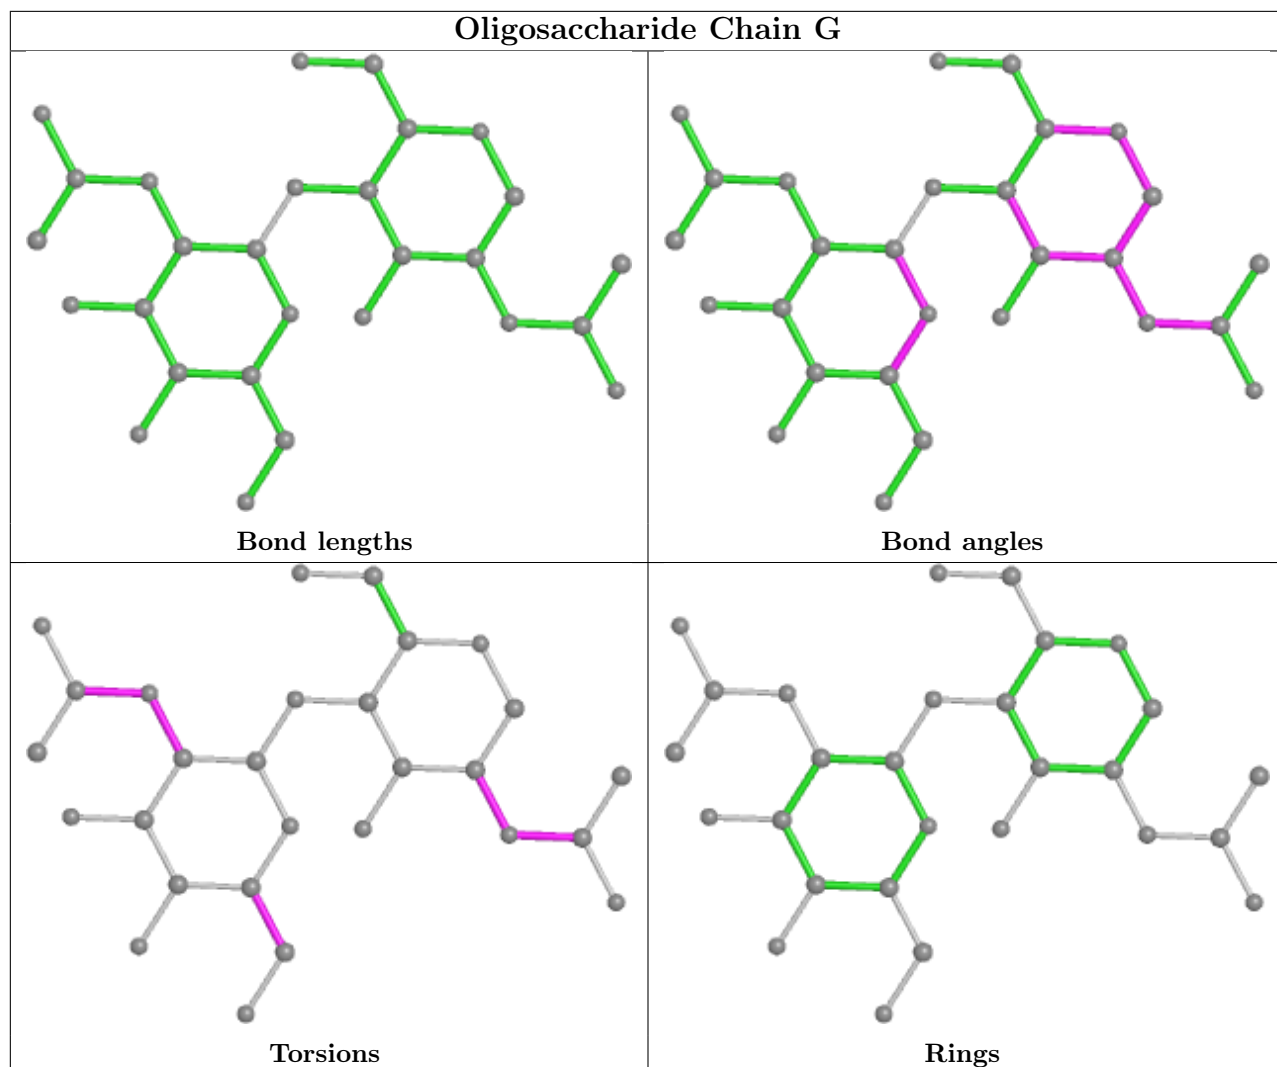 Oligosaccharide Chain G
Bond lengths
Bond angles
Torsions
Rings